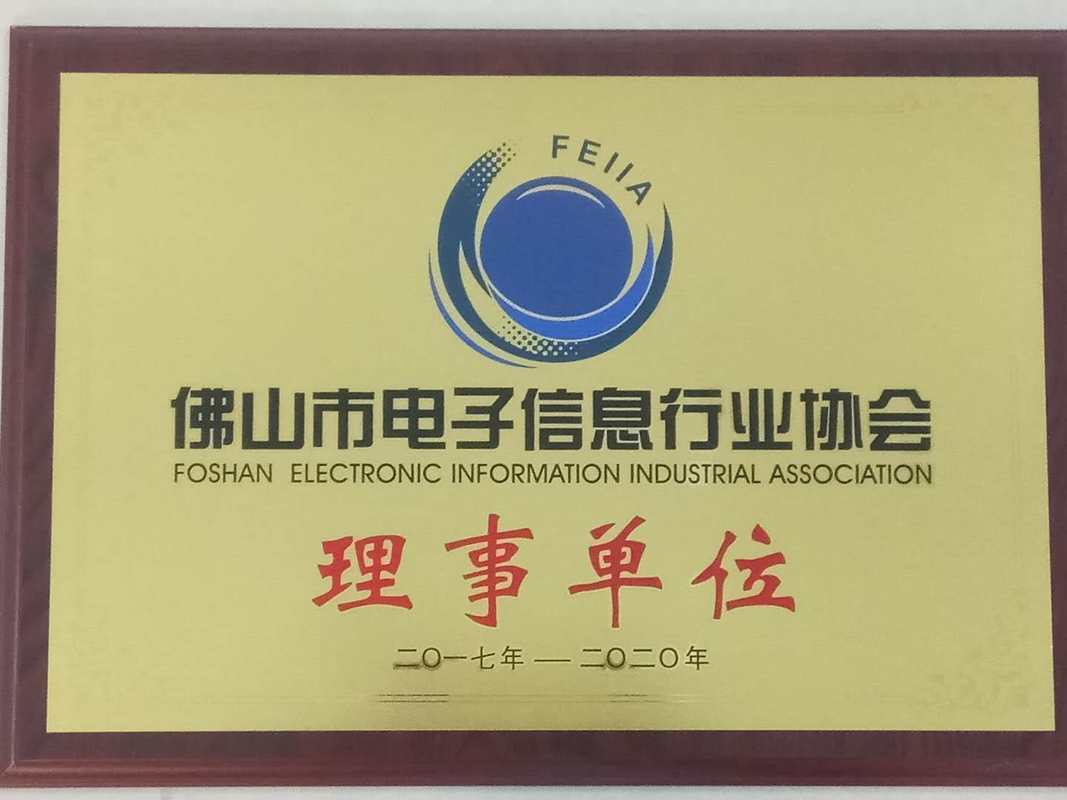 FEIIA
佛山市电子信息行业协会
FOSHAN ELECTRONIC INFORMATION INDUSTRIAL ASSOCIATION
理事单位
二〇一七年——二〇二〇年